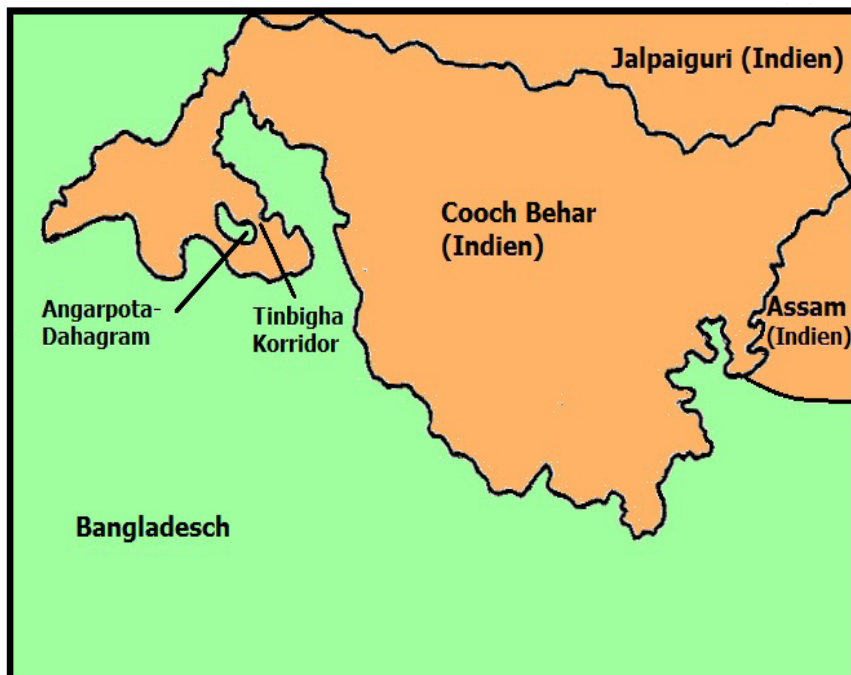 Jalpaiguri (Indien)
Cooch Behar
(Indien)
Angarpota-
Dahagram
Tinbigha
Korridor
Assam
(Indien)
Bangladesch